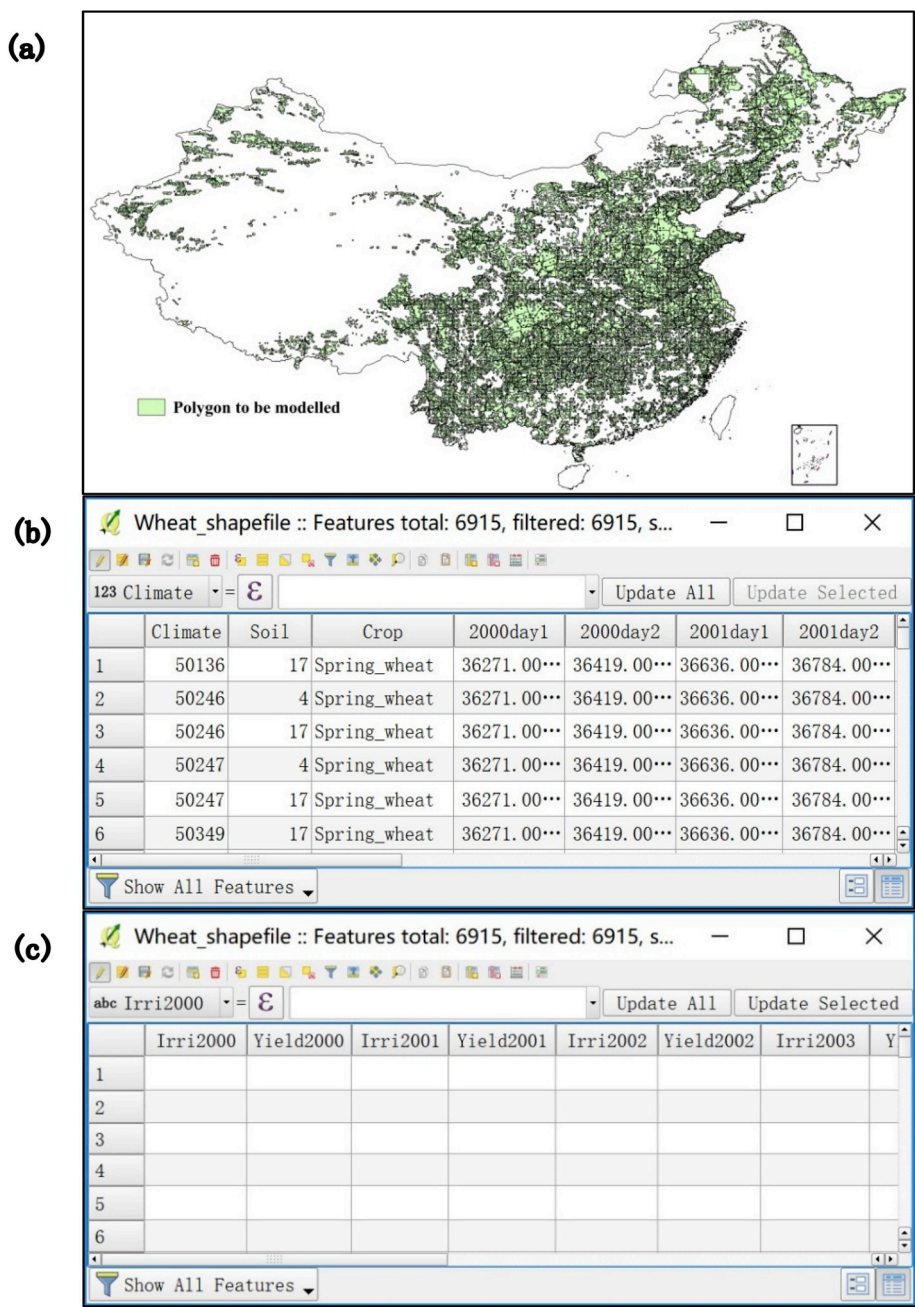 (a)
Polygon to be modelled
(b)
Wheat_shapefile :: Features total: 6915, filtered: 6915, s...
123 Climate = ε Update All Update Selected
Climate Soil Crop 2000day1 2000day2 2001day1 2001day2
1 50136 17 Spring_wheat 36271.00··· 36419.00··· 36636.00··· 36784.00···
2 50246 4 Spring_wheat 36271.00··· 36419.00··· 36636.00··· 36784.00···
3 50246 17 Spring_wheat 36271.00··· 36419.00··· 36636.00··· 36784.00···
4 50247 4 Spring_wheat 36271.00··· 36419.00··· 36636.00··· 36784.00···
5 50247 17 Spring_wheat 36271.00··· 36419.00··· 36636.00··· 36784.00···
6 50349 17 Spring_wheat 36271.00··· 36419.00··· 36636.00··· 36784.00···
Show All Features
(c)
Wheat_shapefile :: Features total: 6915, filtered: 6915, s...
abc Irri2000 = ε Update All Update Selected
Irri2000 Yield2000 Irri2001 Yield2001 Irri2002 Yield2002 Irri2003 Y
1
2
3
4
5
6
Show All Features